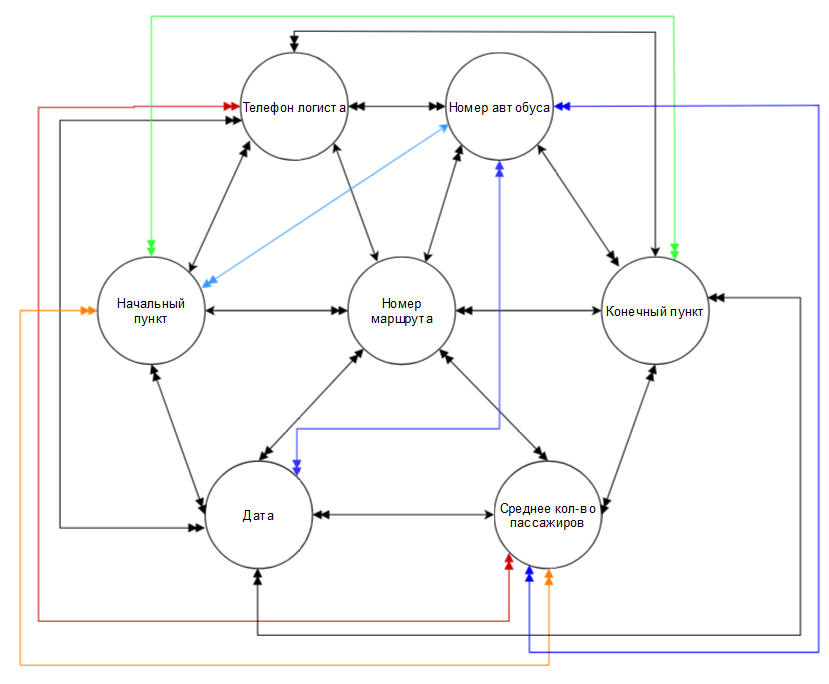 Телефон логиста
Номер автобуса
Начальный
пункт
Номер
маршрута
Конечный пункт
Дата
Среднее кол-во
пассажиров